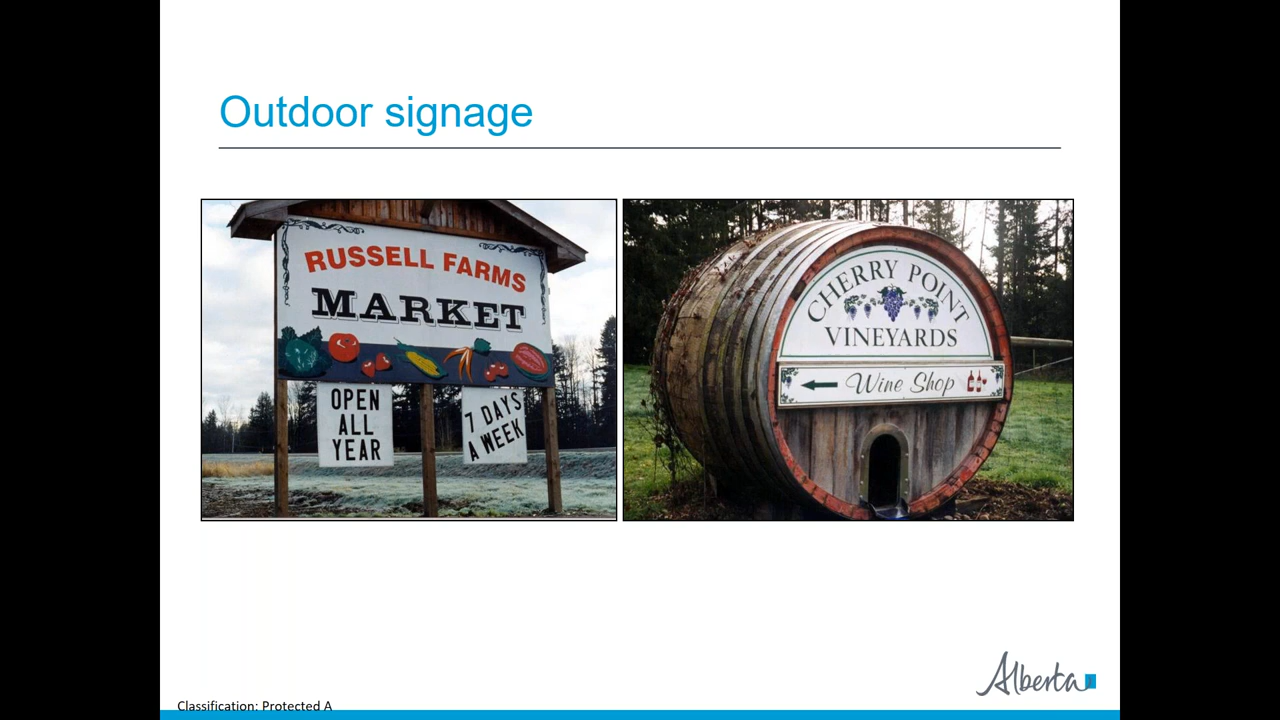 Outdoor signage
RUSSELL FARMS
MARKET
OPEN
ALL
YEAR
7 DAYS
A WEEK
CHERRY POINT
VINEYARDS
Wine Shop
Alberta
Classification: Protected A